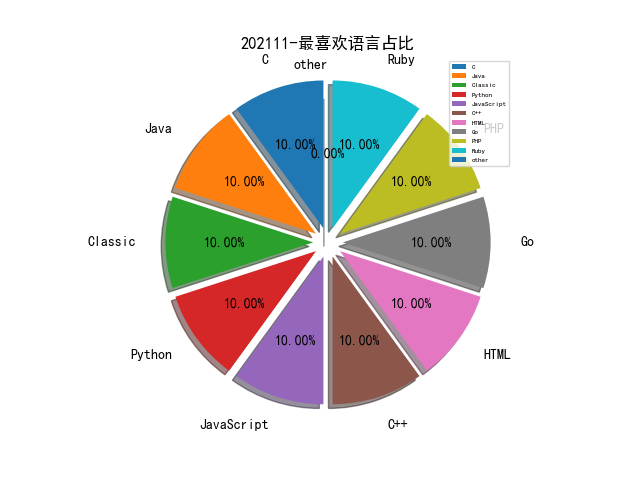 202111-最喜欢语言占比
C
other
Ruby
Java
PHP
Classic
Go
Python
HTML
JavaScript
C++
10.00%
0.00%
10.00%
10.00%
10.00%
10.00%
10.00%
10.00%
10.00%
10.00%
10.00%
C
Java
Classic
Python
JavaScript
C++
HTML
Go
PHP
Ruby
other